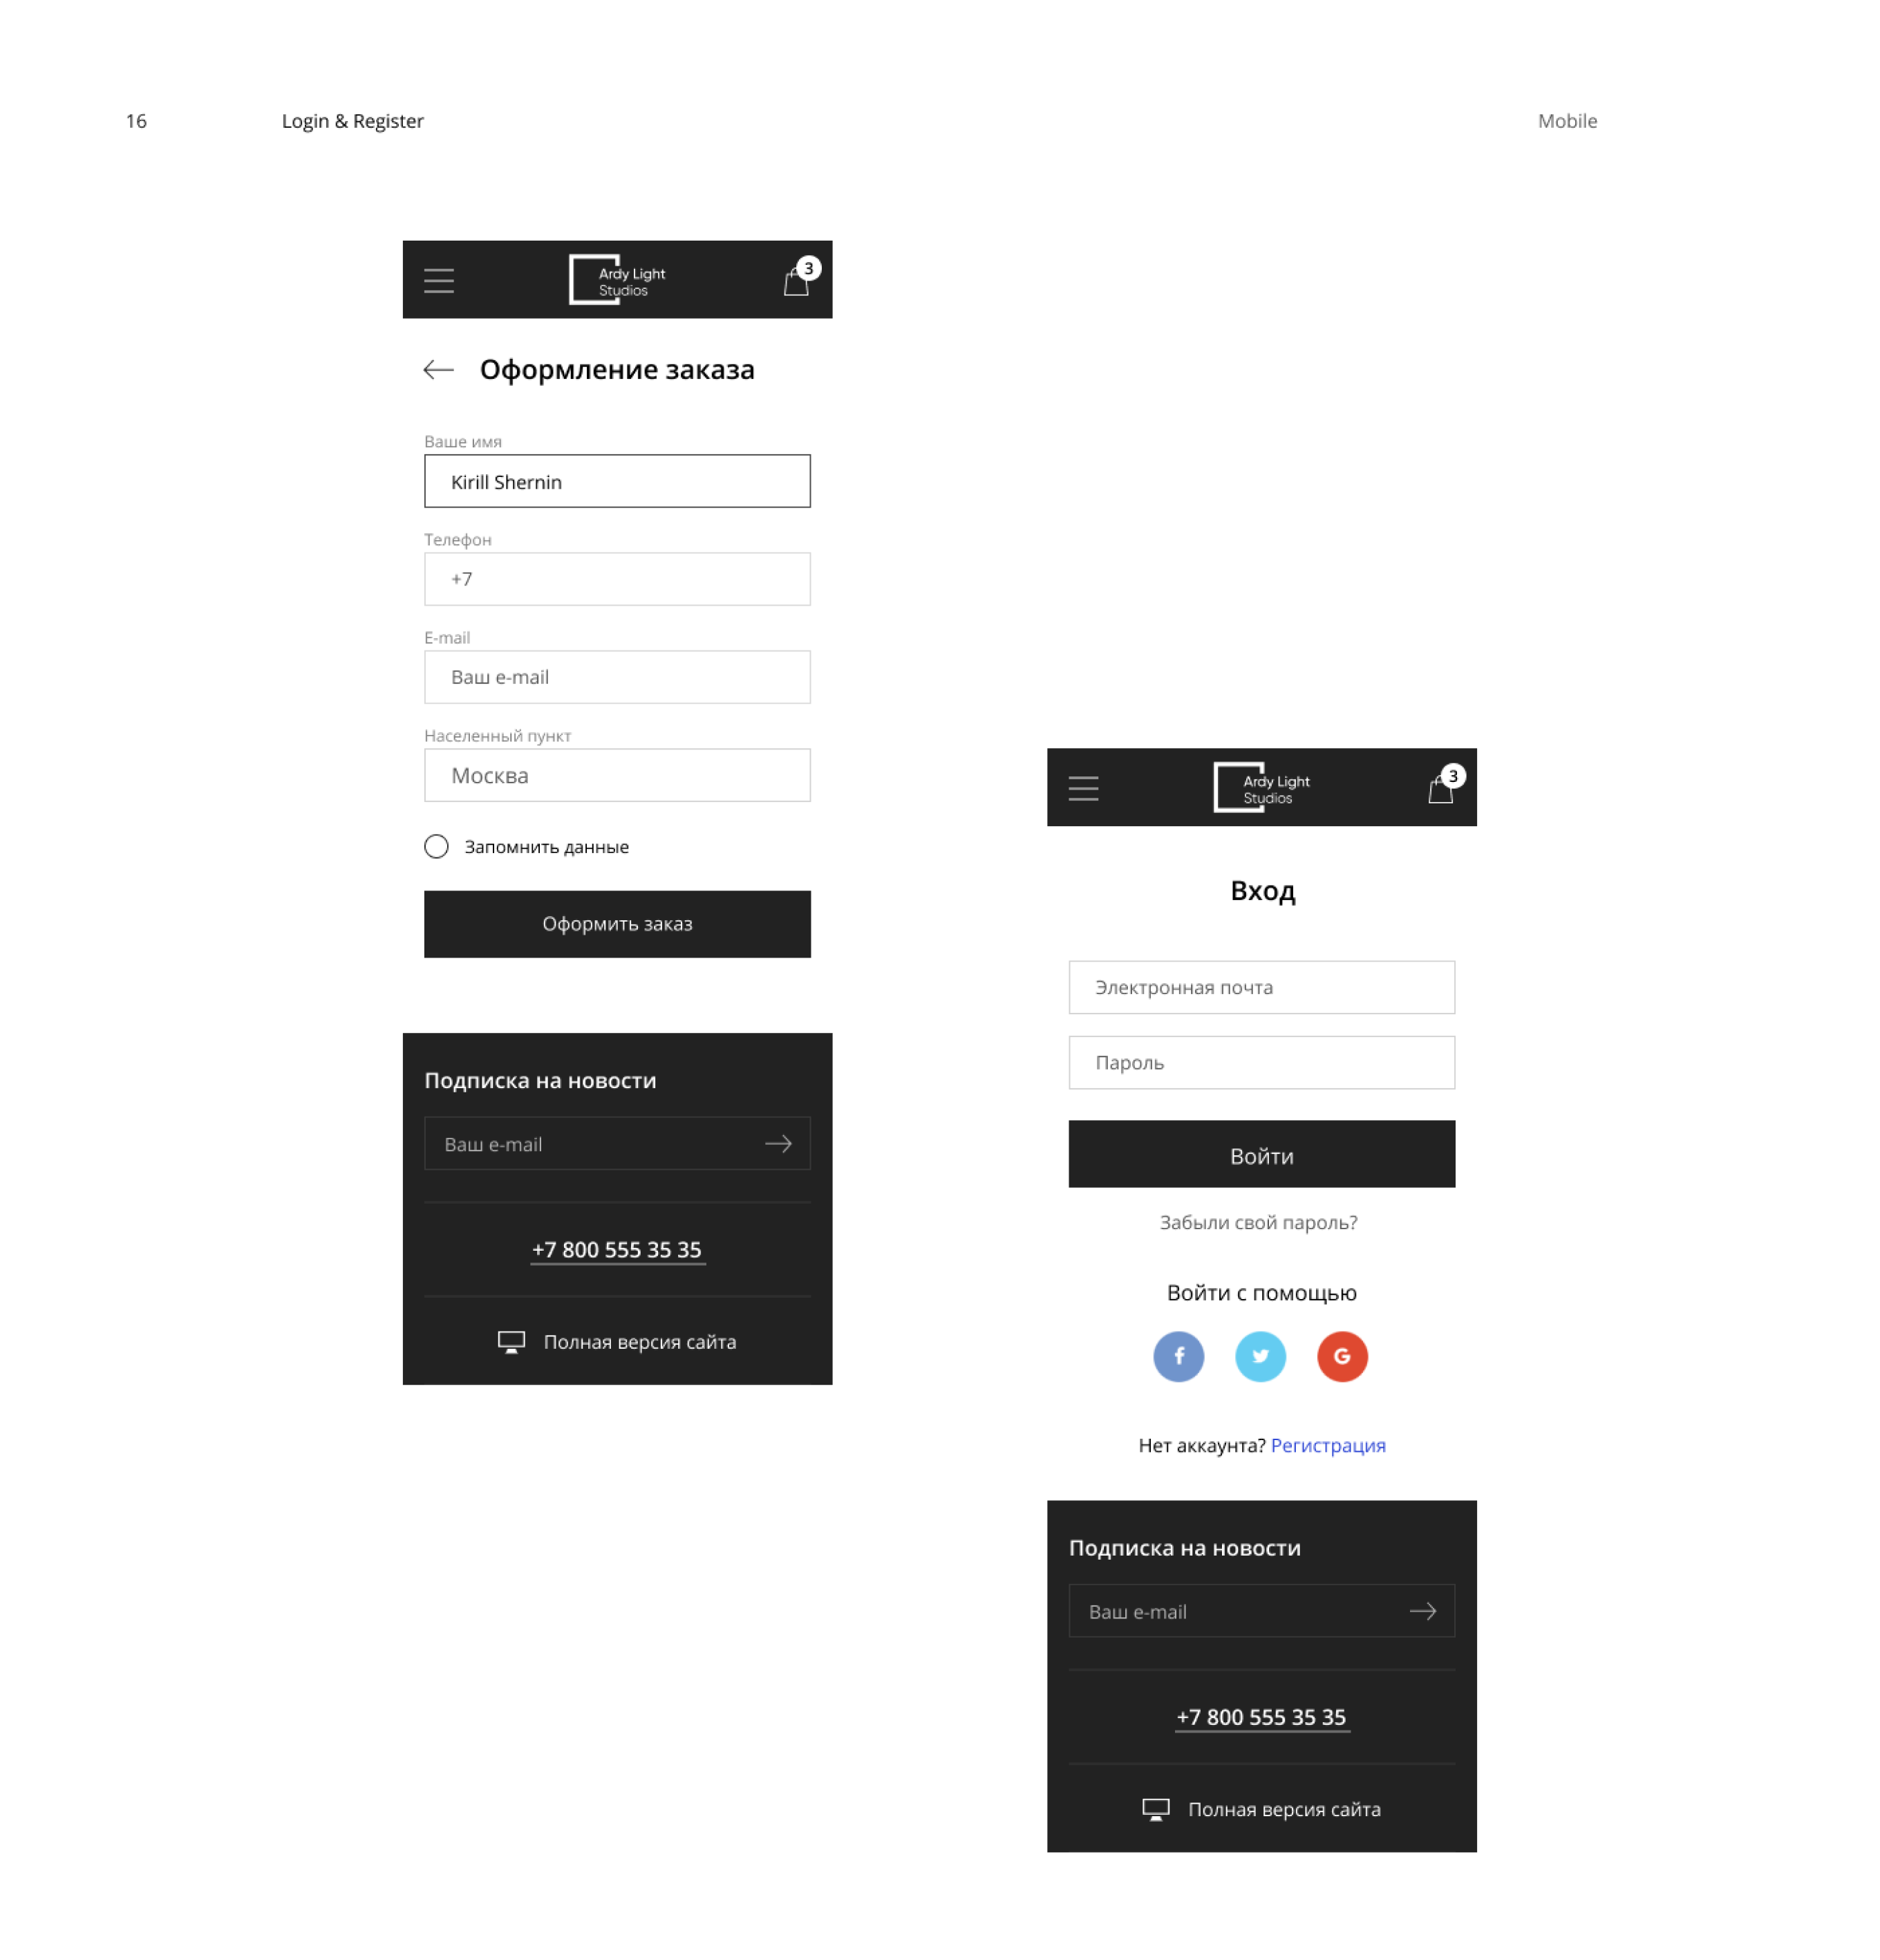 16
Login & Register
Mobile
Ardy Light
Studios
3
Оформление заказа
Ваше имя
Kirill Shernin
Телефон
+7
E-mail
Ваш e-mail
Населенный пункт
Москва
Запомнить данные
Оформить заказ
Подписка на новости
Ваш e-mail
+7 800 555 35 35
Полная версия сайта
Ardy Light
Studios
3
Вход
Электронная почта
Пароль
Войти
Забыли свой пароль?
Войти с помощью
f
G
Нет аккаунта? Регистрация
Подписка на новости
Ваш e-mail
+7 800 555 35 35
Полная версия сайта